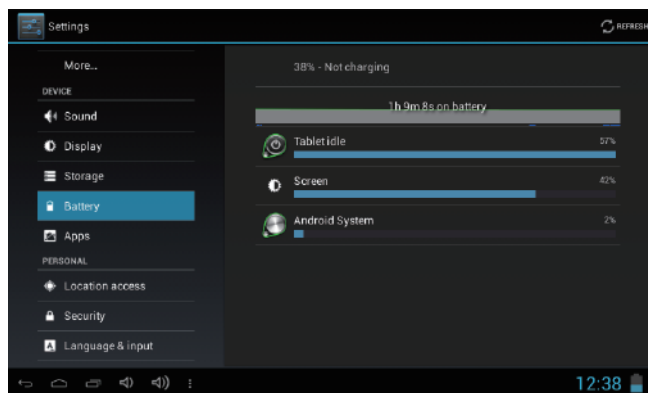 Settings
REFRESH
More...
DEVICE
Sound
Display
Storage
Battery
Apps
PERSONAL
Location access
Security
Language & input
38% - Not charging
1h 9m 8s on battery
Tablet idle
57%
Screen
42%
Android System
2%
12:38